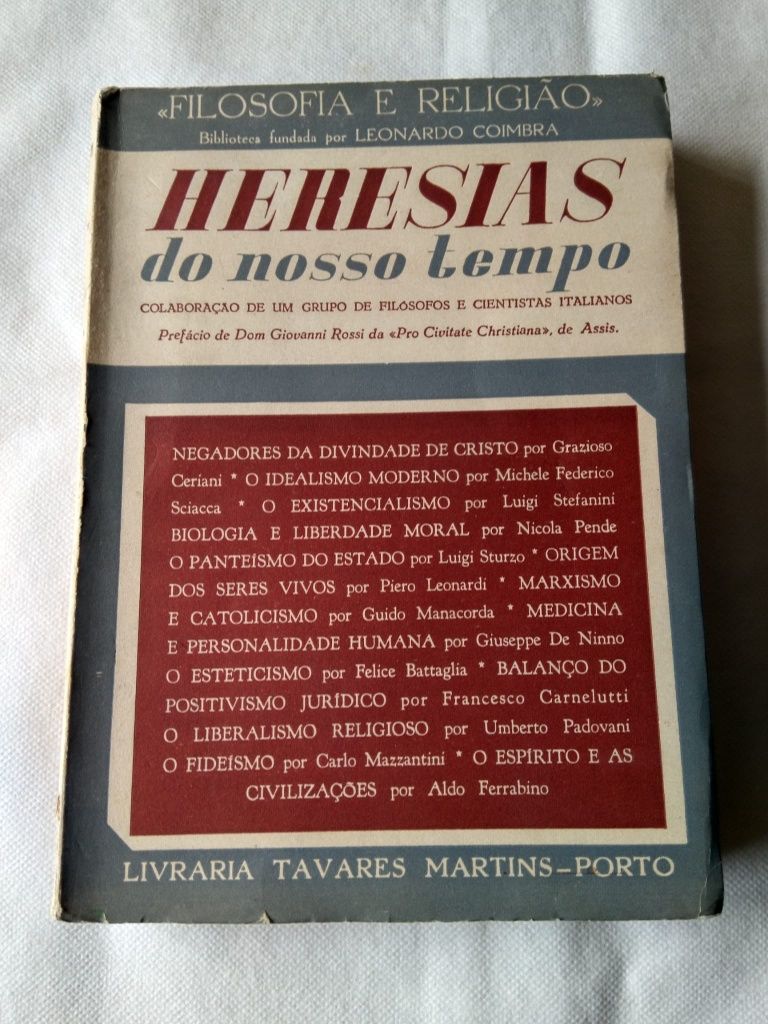 «FILOSOFIA E RELIGIÃO»
Biblioteca fundada por LEONARDO COIMBRA
HERESIAS
do nosso tempo
COLABORAÇÃO DE UM GRUPO DE FILÓSOFOS E CIENTISTAS ITALIANOS
Prefácio de Dom Giovanni Rossi da «Pro Civitate Christiana», de Assis.
NEGADORES DA DIVINDADE DE CRISTO por Grazioso
Ceriani * O IDEALISMO MODERNO por Michele Federico
Sciacca * O EXISTENCIALISMO por Luigi Stefanini
BIOLOGIA E LIBERDADE MORAL por Nicola Pende
O PANTEÍSMO DO ESTADO por Luigi Sturzo * ORIGEM
DOS SERES VIVOS por Piero Leonardi * MARXISMO
E CATOLICISMO por Guido Manacorda * MEDICINA
E PERSONALIDADE HUMANA por Giuseppe De Ninno
O ESTETICISMO por Felice Battaglia * BALANÇO DO
POSITIVISMO JURÍDICO por Francesco Carnelutti
O LIBERALISMO RELIGIOSO por Umberto Padovani
O FIDEÍSMO por Carlo Mazzantini * O ESPÍRITO E AS
CIVILIZAÇÕES por Aldo Ferrabino
LIVRARIA TAVARES MARTINS–PORTO